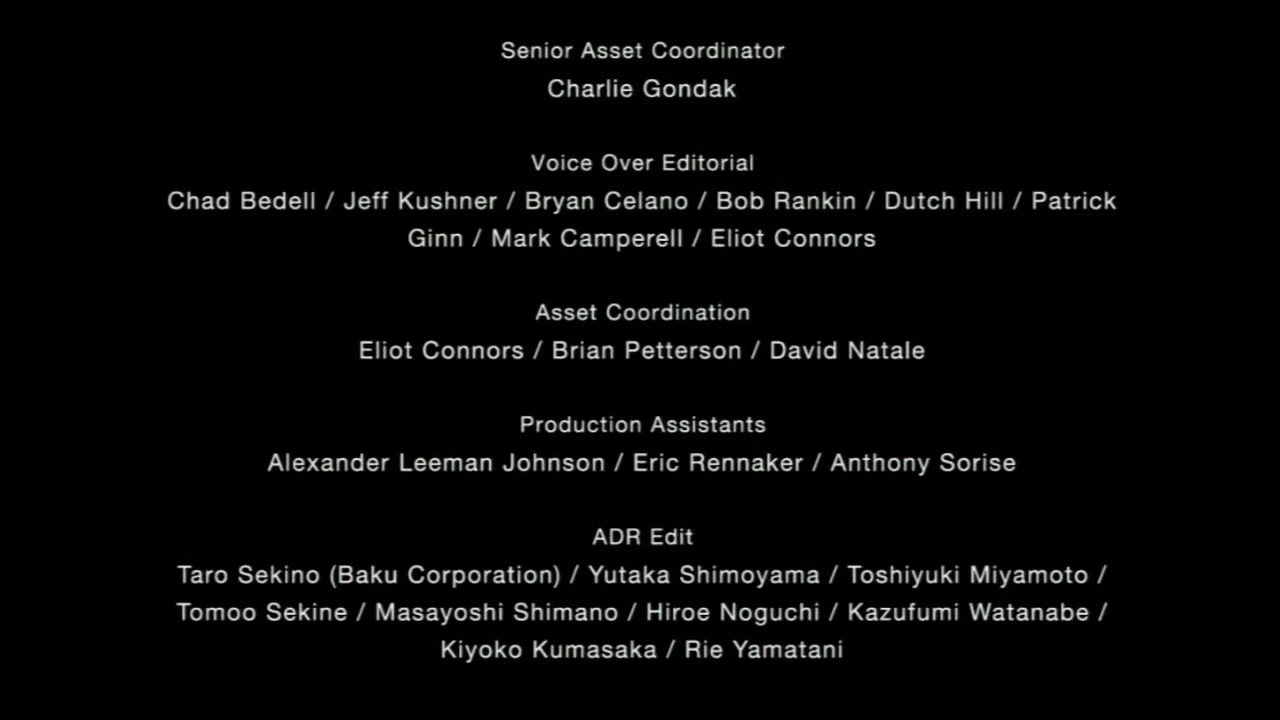 Senior Asset Coordinator
Charlie Gondak
Voice Over Editorial
Chad Bedell / Jeff Kushner / Bryan Celano / Bob Rankin / Dutch Hill / Patrick
Ginn / Mark Camperell / Eliot Connors
Asset Coordination
Eliot Connors / Brian Petterson / David Natale
Production Assistants
Alexander Leeman Johnson / Eric Rennaker / Anthony Sorise
ADR Edit
Taro Sekino (Baku Corporation) / Yutaka Shimoyama / Toshiyuki Miyamoto /
Tomoo Sekine / Masayoshi Shimano / Hiroe Noguchi / Kazufumi Watanabe /
Kiyoko Kumasaka / Rie Yamatani